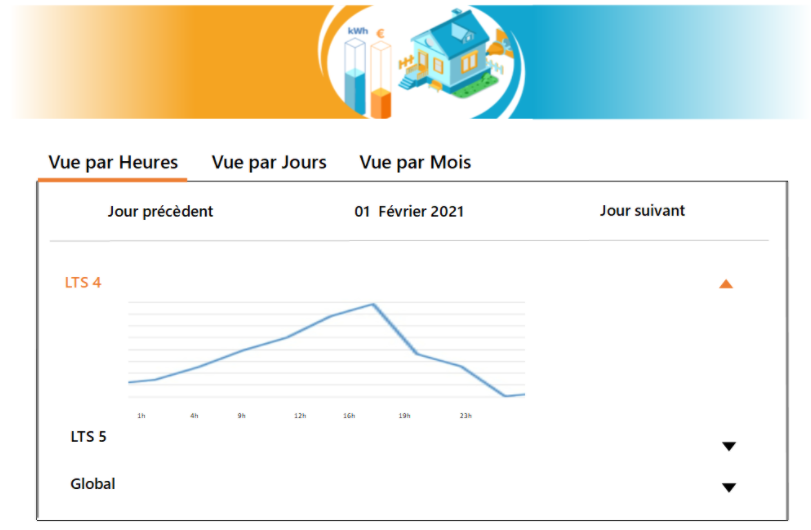 kWh €
Vue par Heures Vue par Jours Vue par Mois
Jour précèdent 01 Février 2021 Jour suivant
LTS 4
1h 4h 9h 12h 16h 19h 23h
LTS 5
Global